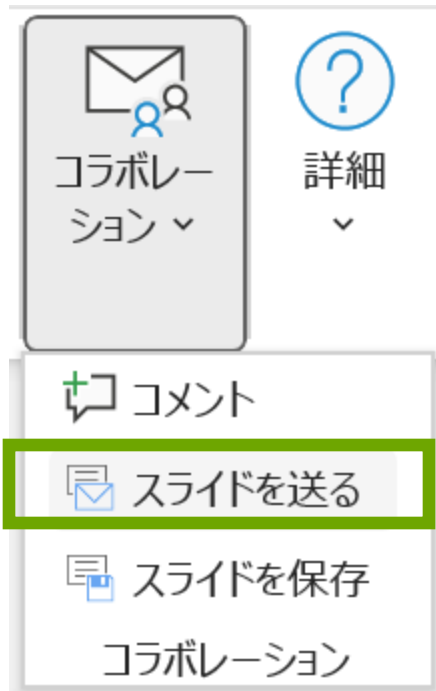 コラボレー
ション
詳細
コメント
スライドを送る
スライドを保存
コラボレーション